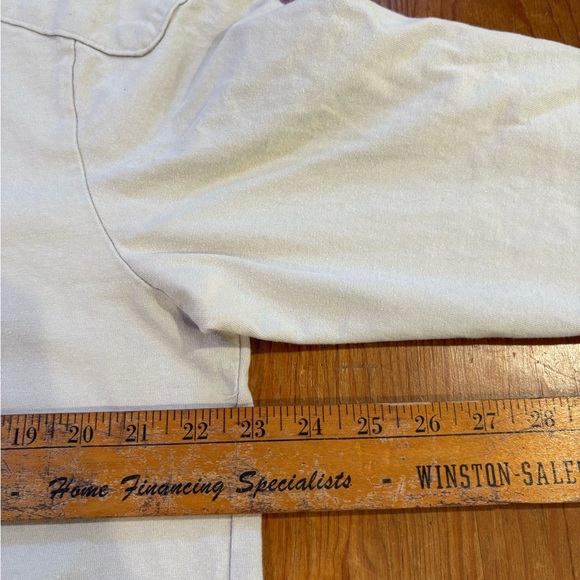 19 20 21 22 23 24 25 26 27 28
- Home Financing Specialists - WINSTON-SALE